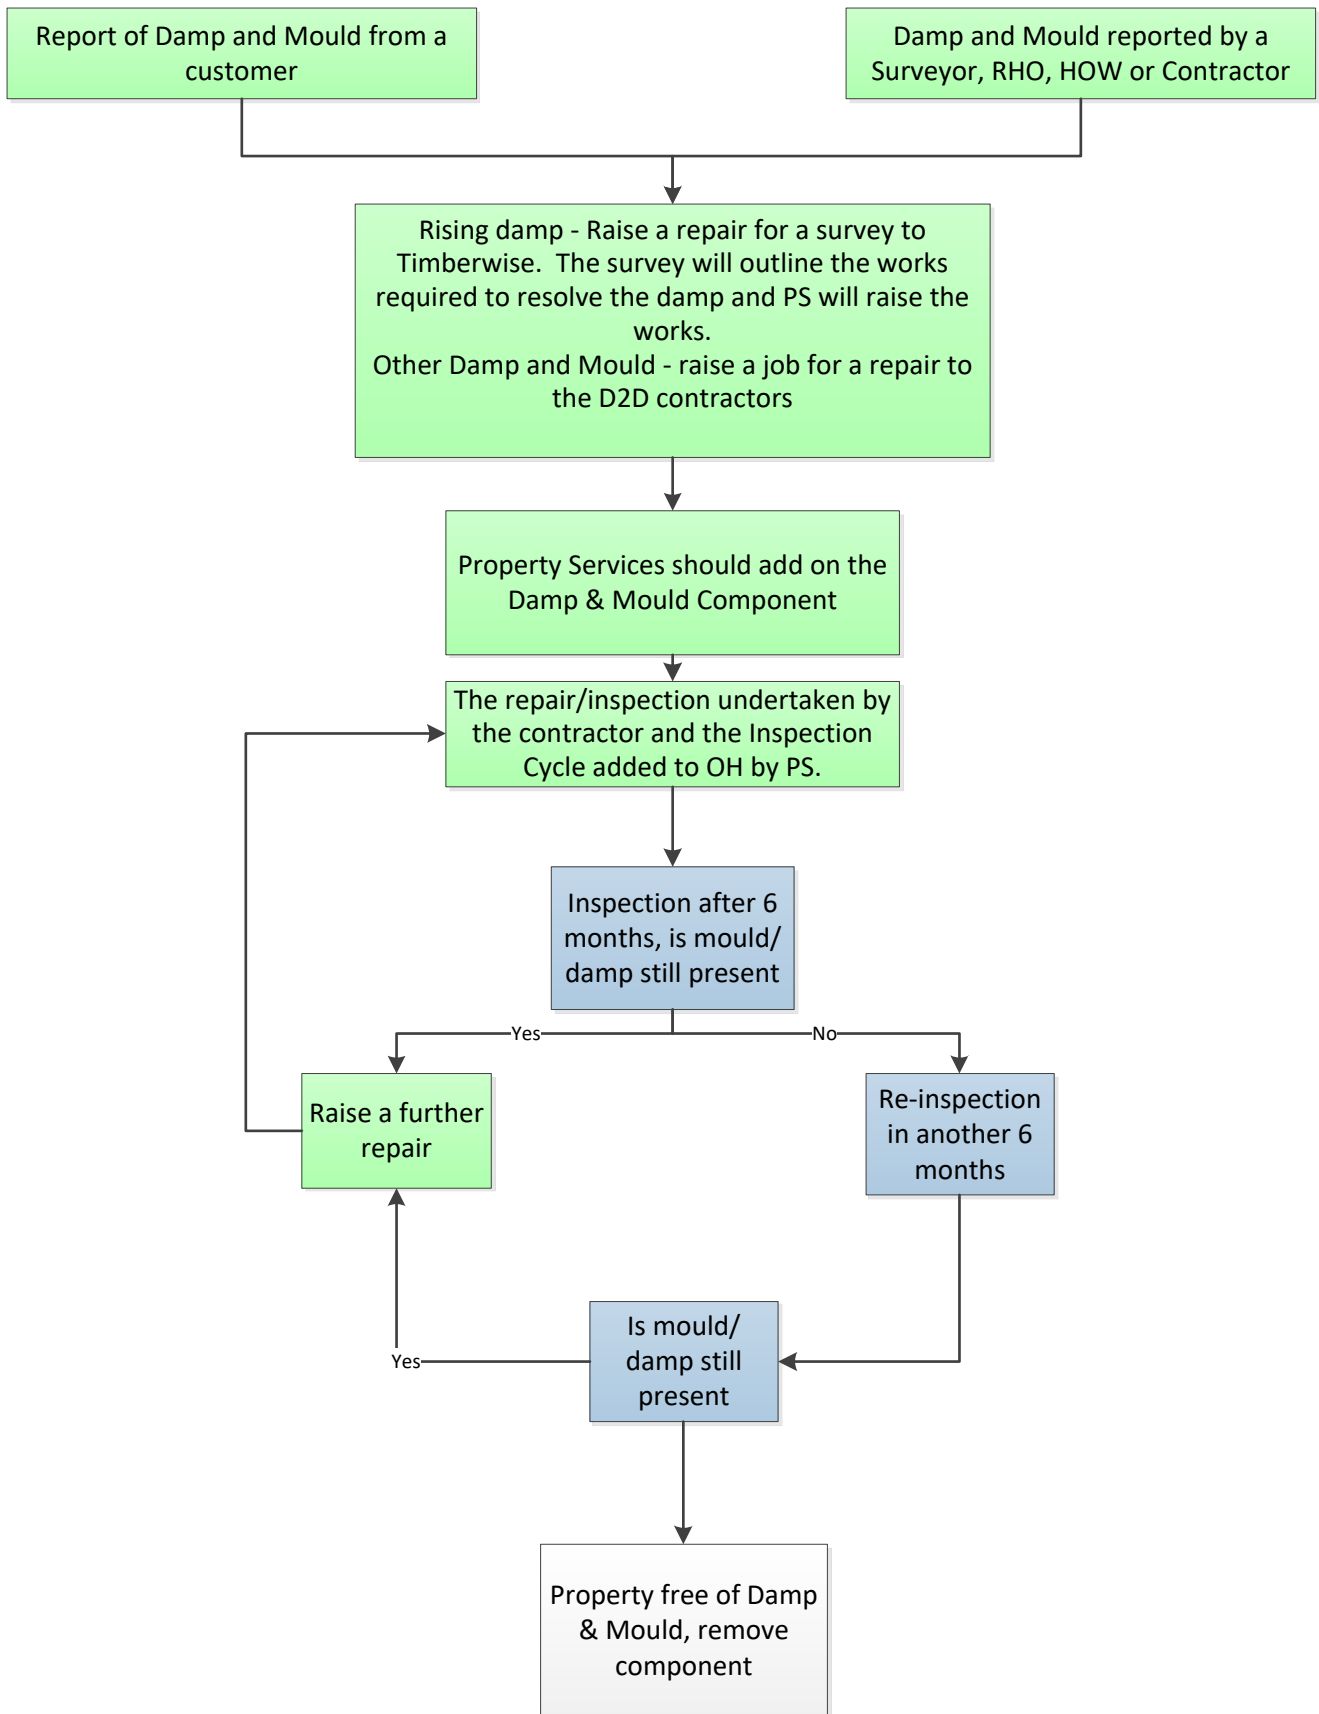 Report of Damp and Mould from a
customer
Damp and Mould reported by a
Surveyor, RHO, HOW or Contractor
Rising damp - Raise a repair for a survey to
Timberwise.  The survey will outline the works
required to resolve the damp and PS will raise the
works.
Other Damp and Mould - raise a job for a repair to
the D2D contractors
Property Services should add on the
Damp & Mould Component
The repair/inspection undertaken by
the contractor and the Inspection
Cycle added to OH by PS.
Inspection after 6
months, is mould/
damp still present
Yes
No
Raise a further
repair
Re-inspection
in another 6
months
Is mould/
damp still
present
Yes
Property free of Damp
& Mould, remove
component